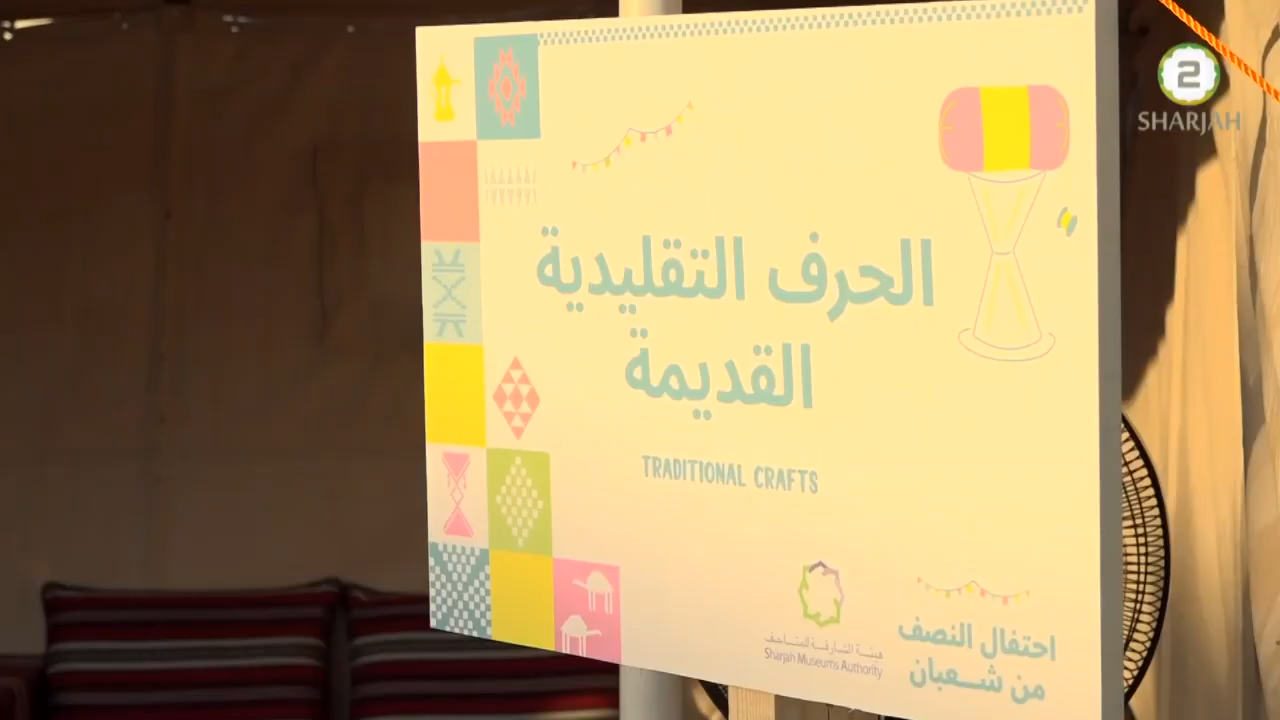 2
SHARJAH
الحرف التقليدية
القديمة
TRADITIONAL CRAFTS
هيئة الشارقة للمتاحف
Sharjah Museums Authority
احتفال النصف
من شعبان